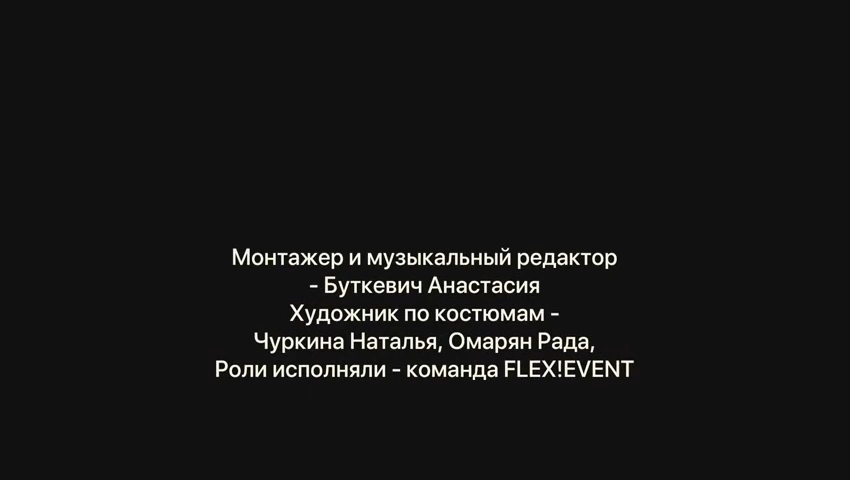 Монтажер и музыкальный редактор
- Буткевич Анастасия
Художник по костюмам -
Чуркина Наталья, Омарян Рада,
Роли исполняли - команда FLEX!EVENT